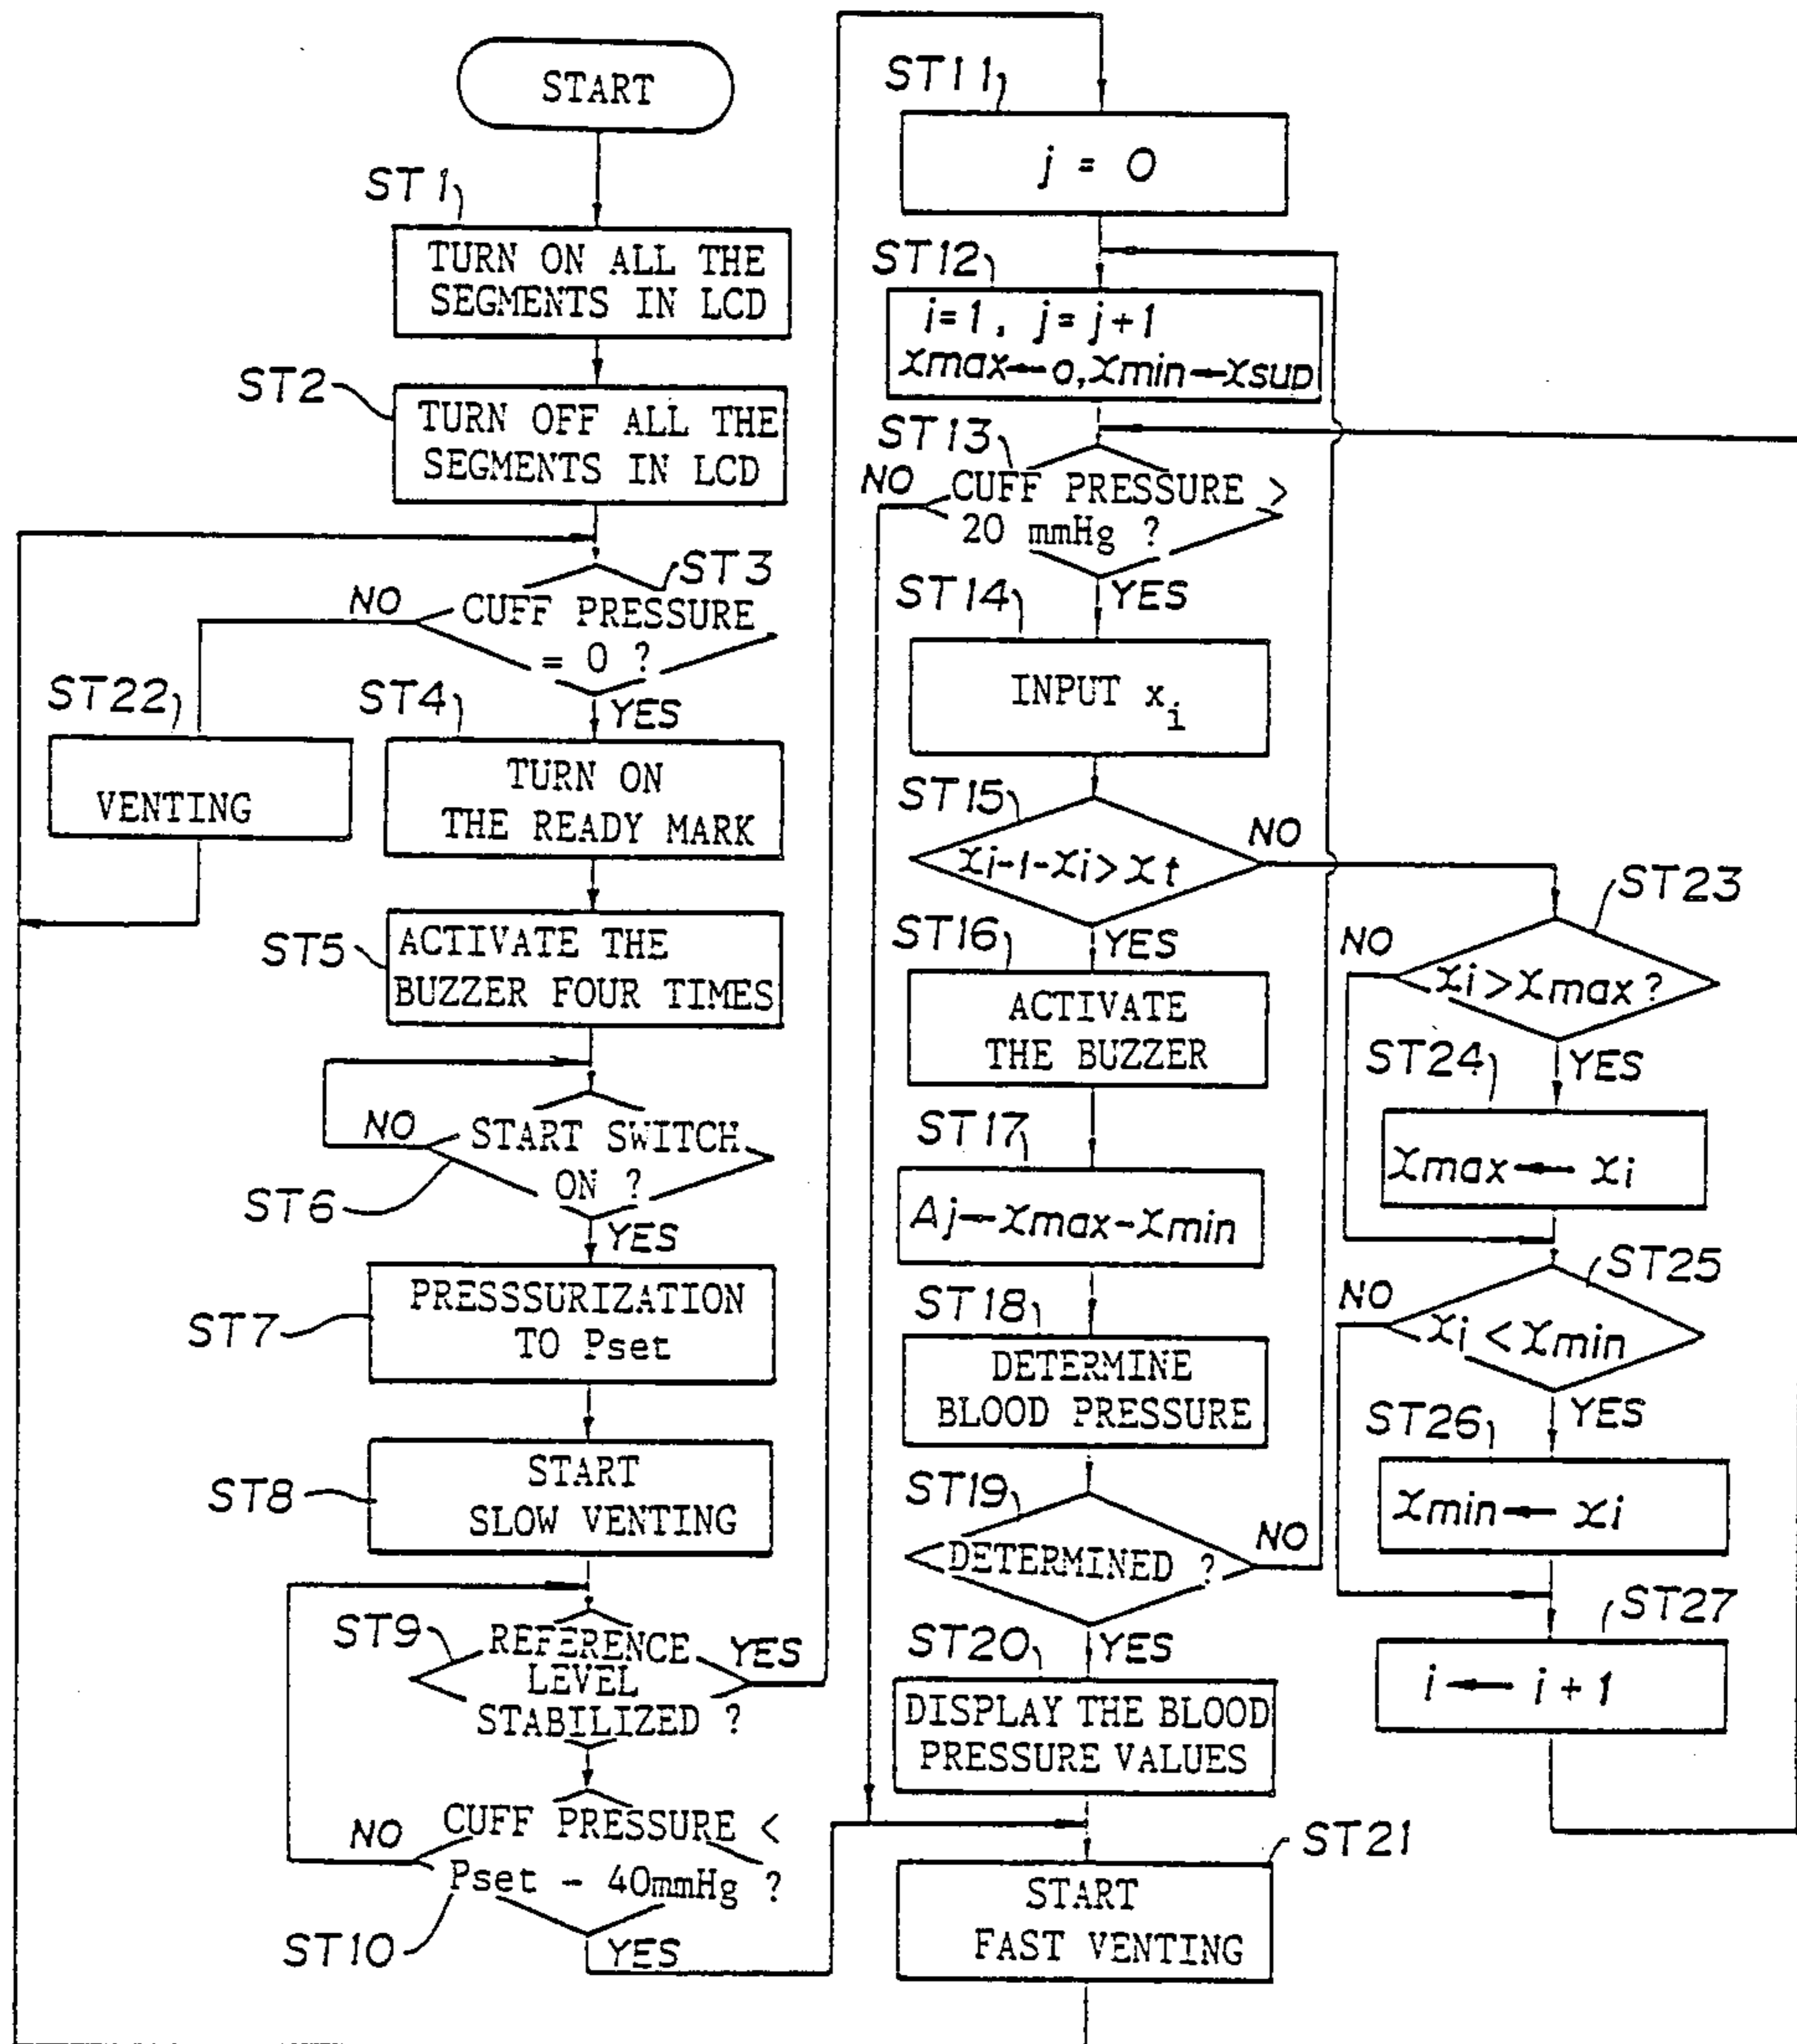 START
ST1
TURN ON ALL THE
SEGMENTS IN LCD
ST2
TURN OFF ALL THE
SEGMENTS IN LCD
ST3
CUFF PRESSURE
= 0 ?
NO
YES
ST22
VENTING
ST4
TURN ON
THE READY MARK
ST5
ACTIVATE THE
BUZZER FOUR TIMES
NO
START SWITCH
ON ?
ST6
YES
PRESSSURIZATION
TO Pset
ST7
START
SLOW VENTING
ST8
ST9
REFERENCE
LEVEL
STABILIZED ?
YES
CUFF PRESSURE <
NO
Pset - 40mmHg ?
ST10
YES
ST11
j = 0
ST12
i=1, j=j+1
xmax←0, xmin←xsup
ST13
NO
CUFF PRESSURE >
20 mmHg ?
YES
ST14
INPUT xi
ST15
xi-1-xi>xt
NO
YES
ST16
ACTIVATE
THE BUZZER
ST17
Aj←xmax-xmin
ST18
DETERMINE
BLOOD PRESSURE
ST19
DETERMINED ?
NO
YES
ST20
DISPLAY THE BLOOD
PRESSURE VALUES
ST21
START
FAST VENTING
ST23
NO
xi>xmax?
YES
ST24
xmax← xi
ST25
NO
xi<xmin
YES
ST26
xmin← xi
ST27
i ← i+1